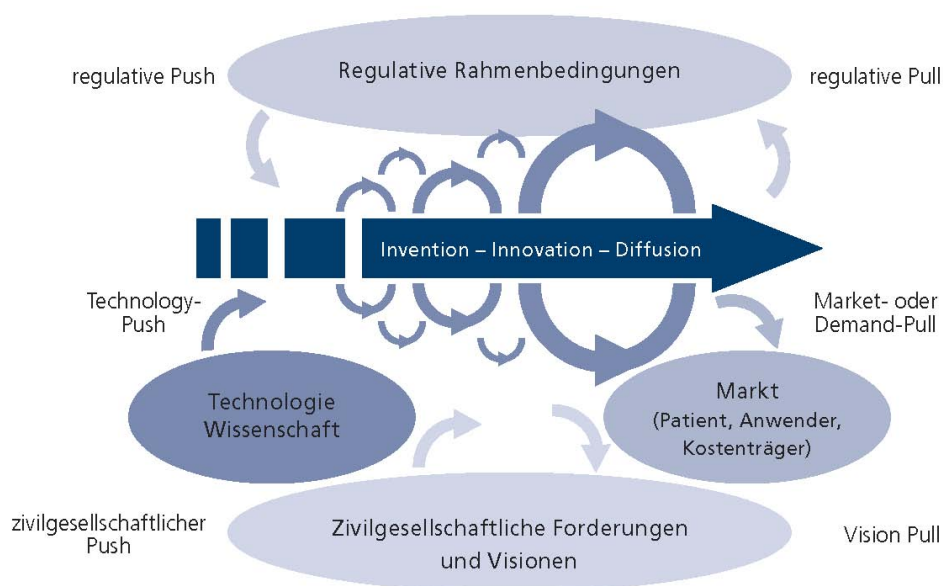 regulative Push
Regulative Rahmenbedingungen
regulative Pull
Invention – Innovation – Diffusion
Technology-
Push
Market- oder
Demand-Pull
Technologie
Wissenschaft
Markt
(Patient, Anwender,
Kostenträger)
zivilgesellschaftlicher
Push
Zivilgesellschaftliche Forderungen
und Visionen
Vision Pull